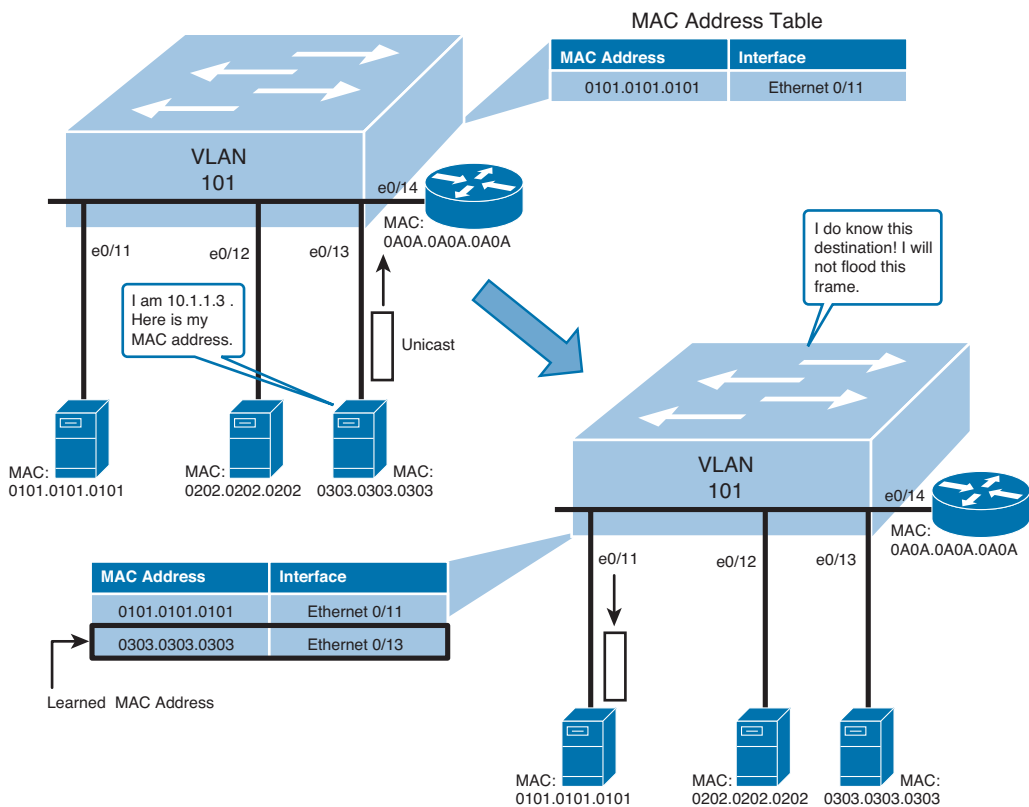 MAC Address Table
MAC Address Interface
0101.0101.0101 Ethernet 0/11
VLAN
101
e0/14
MAC:
0A0A.0A0A.0A0A
e0/11
e0/12
e0/13
I am 10.1.1.3 .
Here is my
MAC address.
Unicast
MAC:
0101.0101.0101
MAC:
0202.0202.0202
MAC:
0303.0303.0303
I do know this
destination! I will
not flood this
frame.
VLAN
101
e0/14
MAC:
0A0A.0A0A.0A0A
e0/11
e0/12
e0/13
MAC Address Interface
0101.0101.0101 Ethernet 0/11
0303.0303.0303 Ethernet 0/13
Learned MAC Address
MAC:
0101.0101.0101
MAC:
0202.0202.0202
MAC:
0303.0303.0303